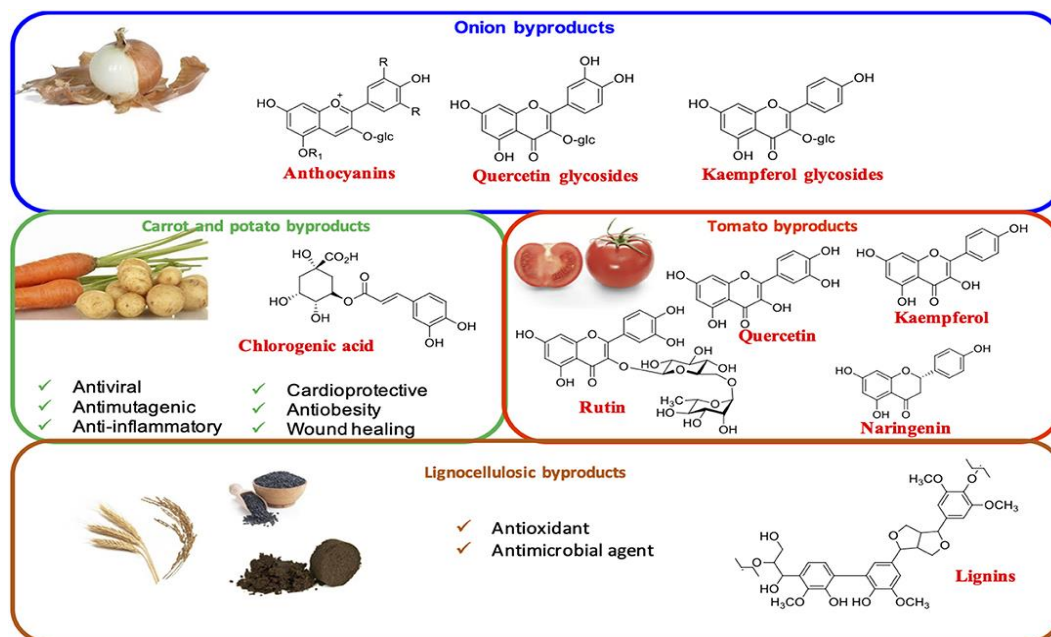 Onion byproducts
R
OH
HO
+
O
R
O-glc
OR1
Anthocyanins
OH
OH
HO
O
O-glc
OH
O
Quercetin glycosides
OH
HO
O
O-glc
OH
O
Kaempferol glycosides
Carrot and potato byproducts
HO
CO2H
O
HO
O
OH
OH
OH
OH
Chlorogenic acid
✓ Antiviral
✓ Antimutagenic
✓ Anti-inflammatory
✓ Cardioprotective
✓ Antiobesity
✓ Wound healing
Tomato byproducts
OH
OH
HO
O
OH
OH
O
Quercetin
OH
HO
O
OH
OH
O
Kaempferol
OH
OH
HO
O
OH
O
O
HO
OH
O
OH
O
H3C
O
HO
HO
OH
Rutin
OH
HO
O
OH
O
Naringenin
Lignocellulosic byproducts
✓ Antioxidant
✓ Antimicrobial agent
H3CO
O
OCH3
O
O
HO
O
OH
H3CO
OH
HO
OCH3
Lignins